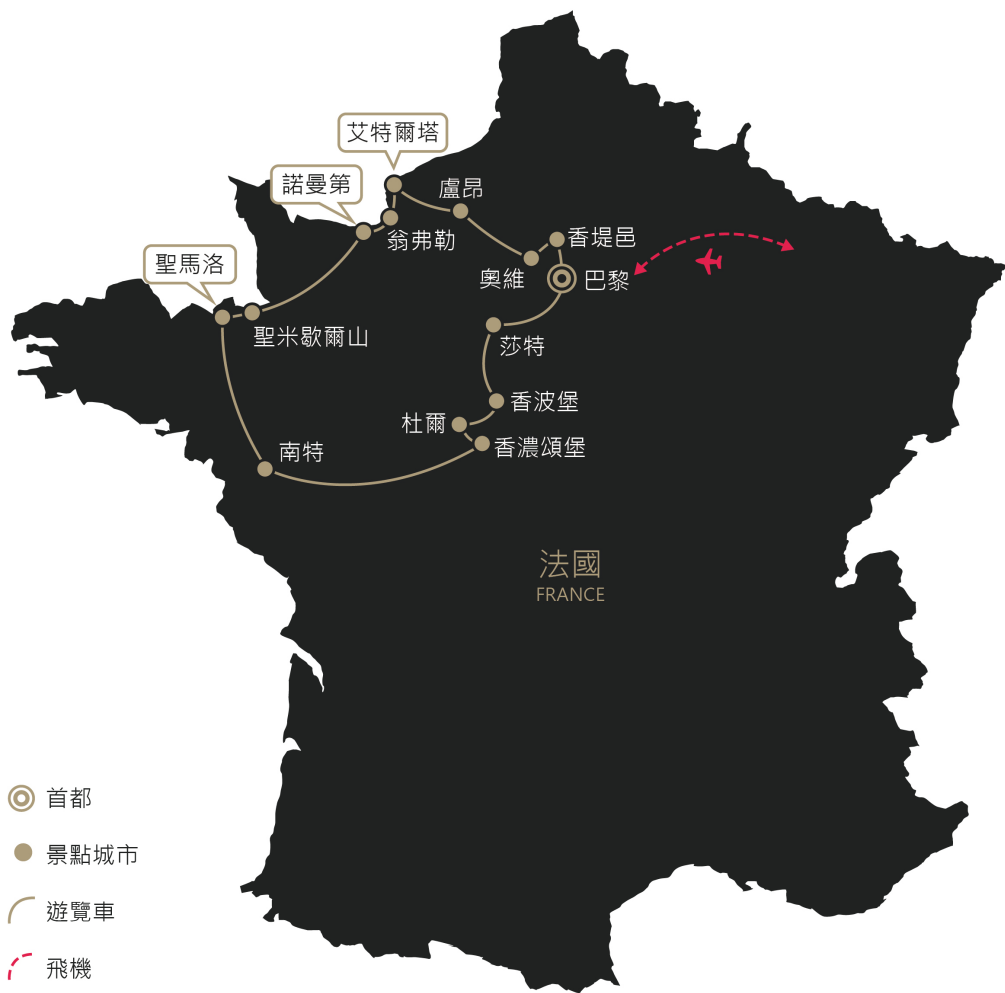 艾特爾塔
諾曼第
盧昂
翁弗勒
香堤邑
奧維
巴黎
聖馬洛
聖米歇爾山
莎特
香波堡
杜爾
香濃頌堡
南特
法國
FRANCE
首都
景點城市
遊覽車
飛機